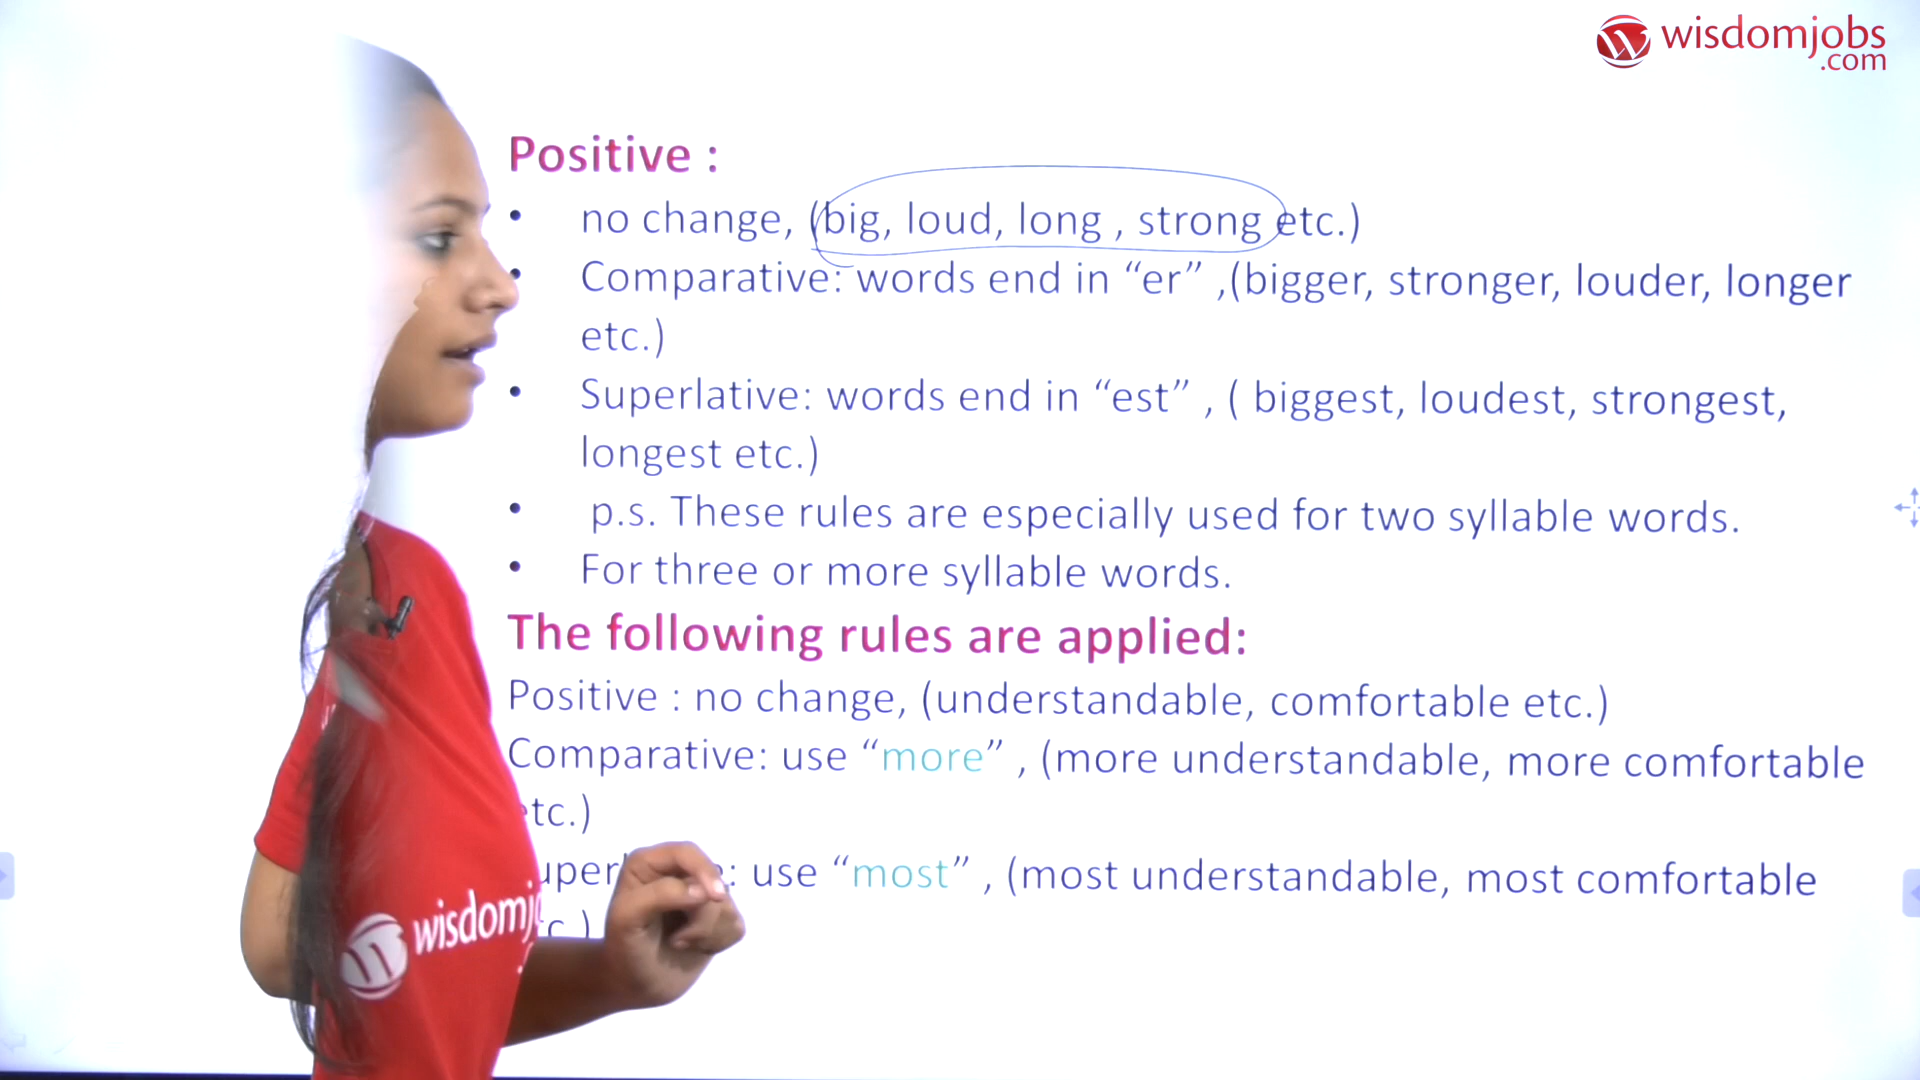 wisdomjobs
.com
Positive :
• no change, (big, loud, long , strong etc.)
• Comparative: words end in “er” ,(bigger, stronger, louder, longer
etc.)
• Superlative: words end in “est” , ( biggest, loudest, strongest,
longest etc.)
• p.s. These rules are especially used for two syllable words.
• For three or more syllable words.
The following rules are applied:
Positive : no change, (understandable, comfortable etc.)
Comparative: use “more” , (more understandable, more comfortable
etc.)
: use “most” , (most understandable, most comfortable
wisdomj